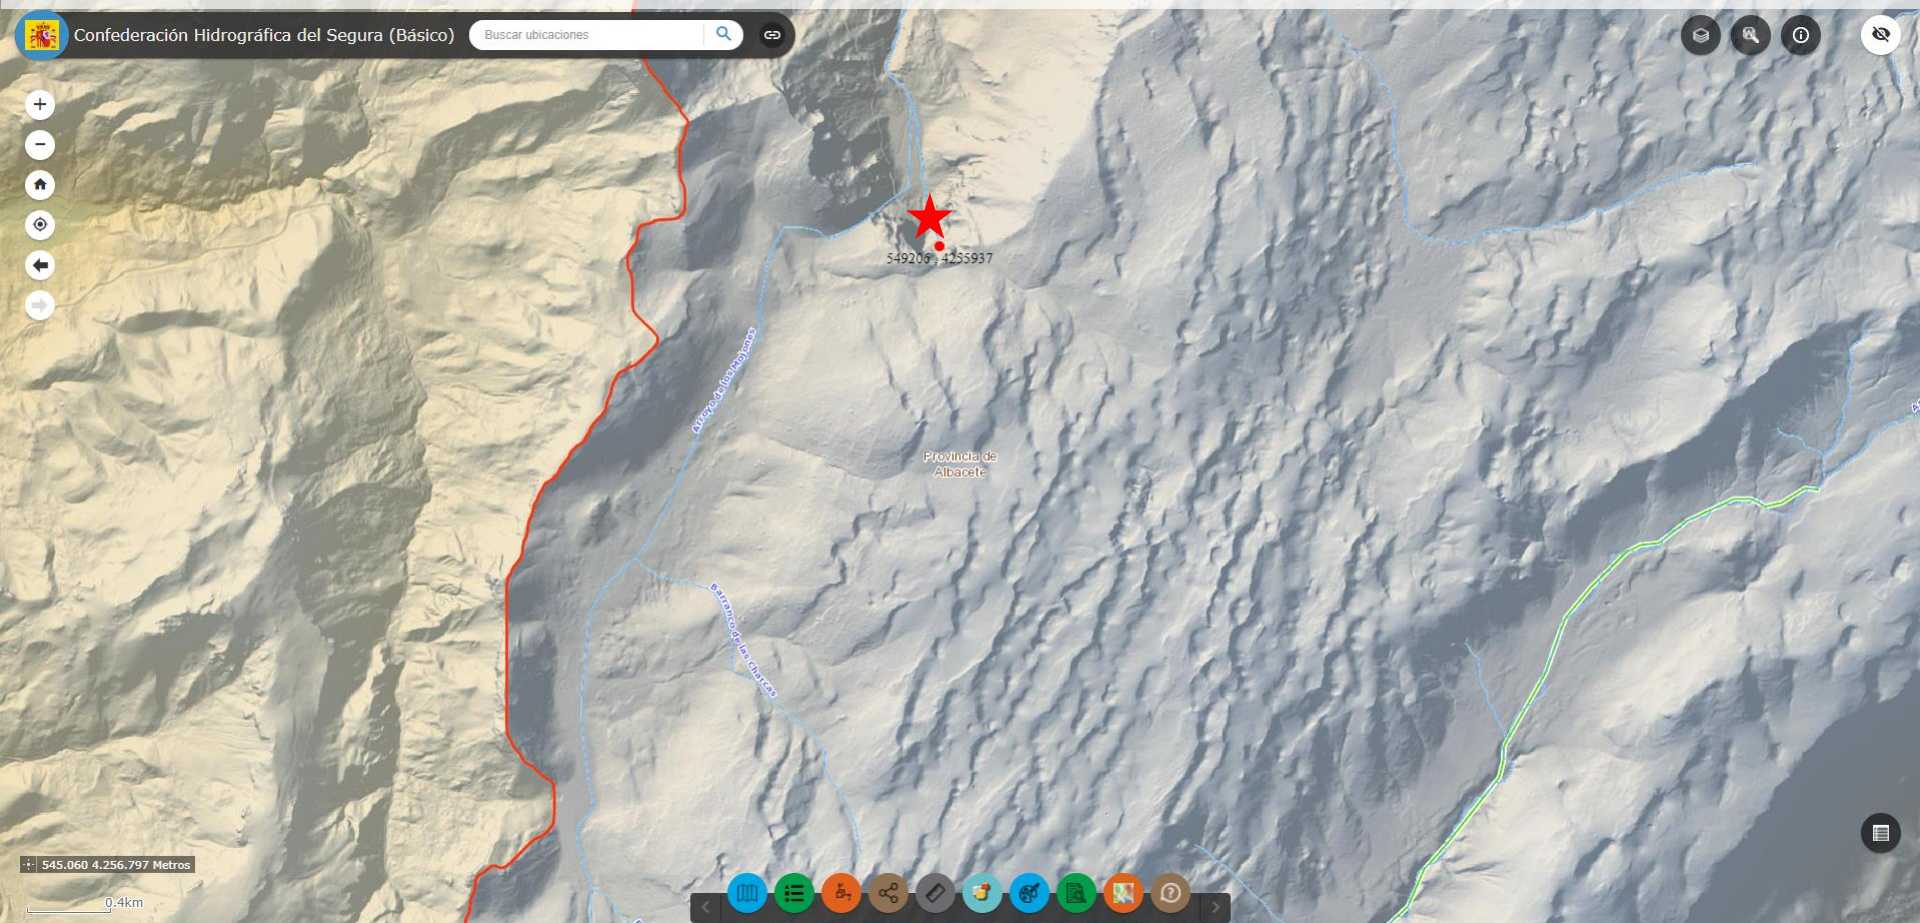 Confederación Hidrográfica del Segura (Básico)
Buscar ubicaciones
549206 , 4255937
Arroyo de Los Mojones
Provincia de
Albacete
Barranco de las Charcas
545.060 4.256.797 Metros
0.4km